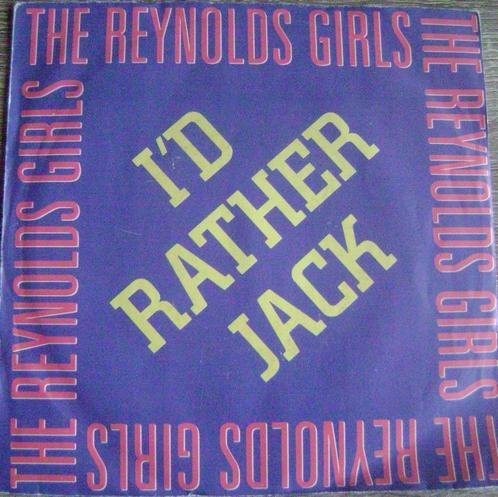 THE REYNOLDS GIRLS
THE REYNOLDS GIRLS
THE REYNOLDS GIRLS
THE REYNOLDS GIRLS
I'D
RATHER
JACK